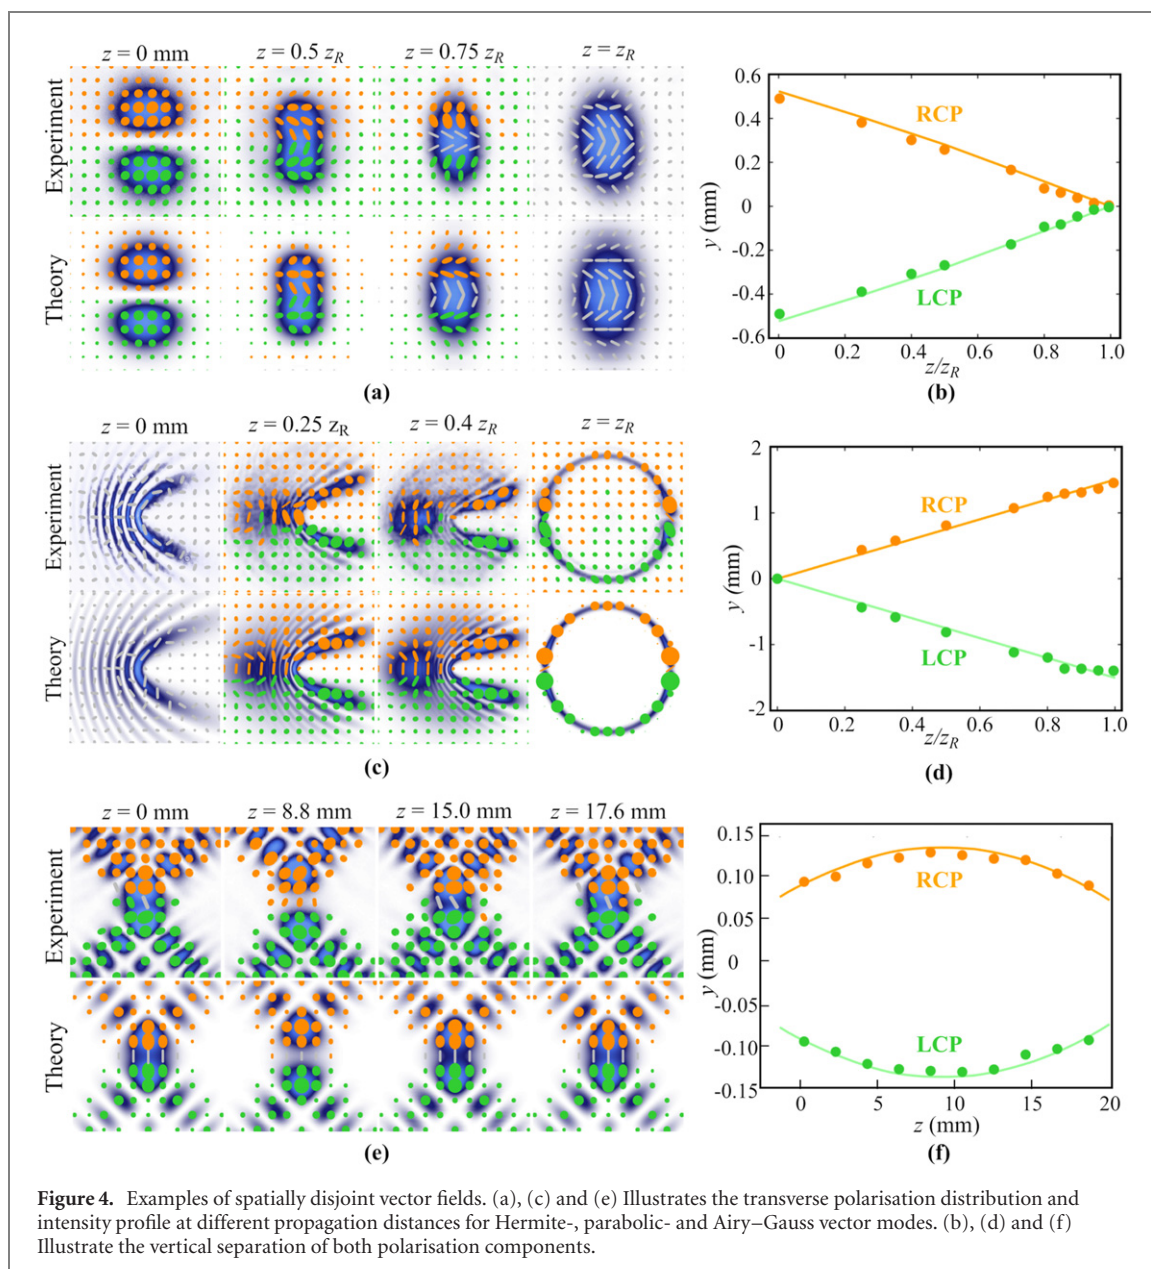 z = 0 mm z = 0.5 z_R z = 0.75 z_R z = z_R
Experiment
Theory
(a)
0.6
0.4
0.2
0
-0.2
-0.4
-0.6
y (mm)
RCP
LCP
0 0.2 0.4 0.6 0.8 1.0
z/z_R
(b)
z = 0 mm z = 0.25 z_R z = 0.4 z_R z = z_R
Experiment
Theory
(c)
2
1
0
-1
-2
y (mm)
RCP
LCP
0 0.2 0.4 0.6 0.8 1.0
z/z_R
(d)
z = 0 mm z = 8.8 mm z = 15.0 mm z = 17.6 mm
Experiment
Theory
(e)
0.15
0.10
0.05
0
-0.05
-0.10
-0.15
y (mm)
RCP
LCP
0 5 10 15 20
z (mm)
(f)
Figure 4. Examples of spatially disjoint vector fields. (a), (c) and (e) Illustrates the transverse polarisation distribution and
intensity profile at different propagation distances for Hermite-, parabolic- and Airy–Gauss vector modes. (b), (d) and (f)
Illustrate the vertical separation of both polarisation components.